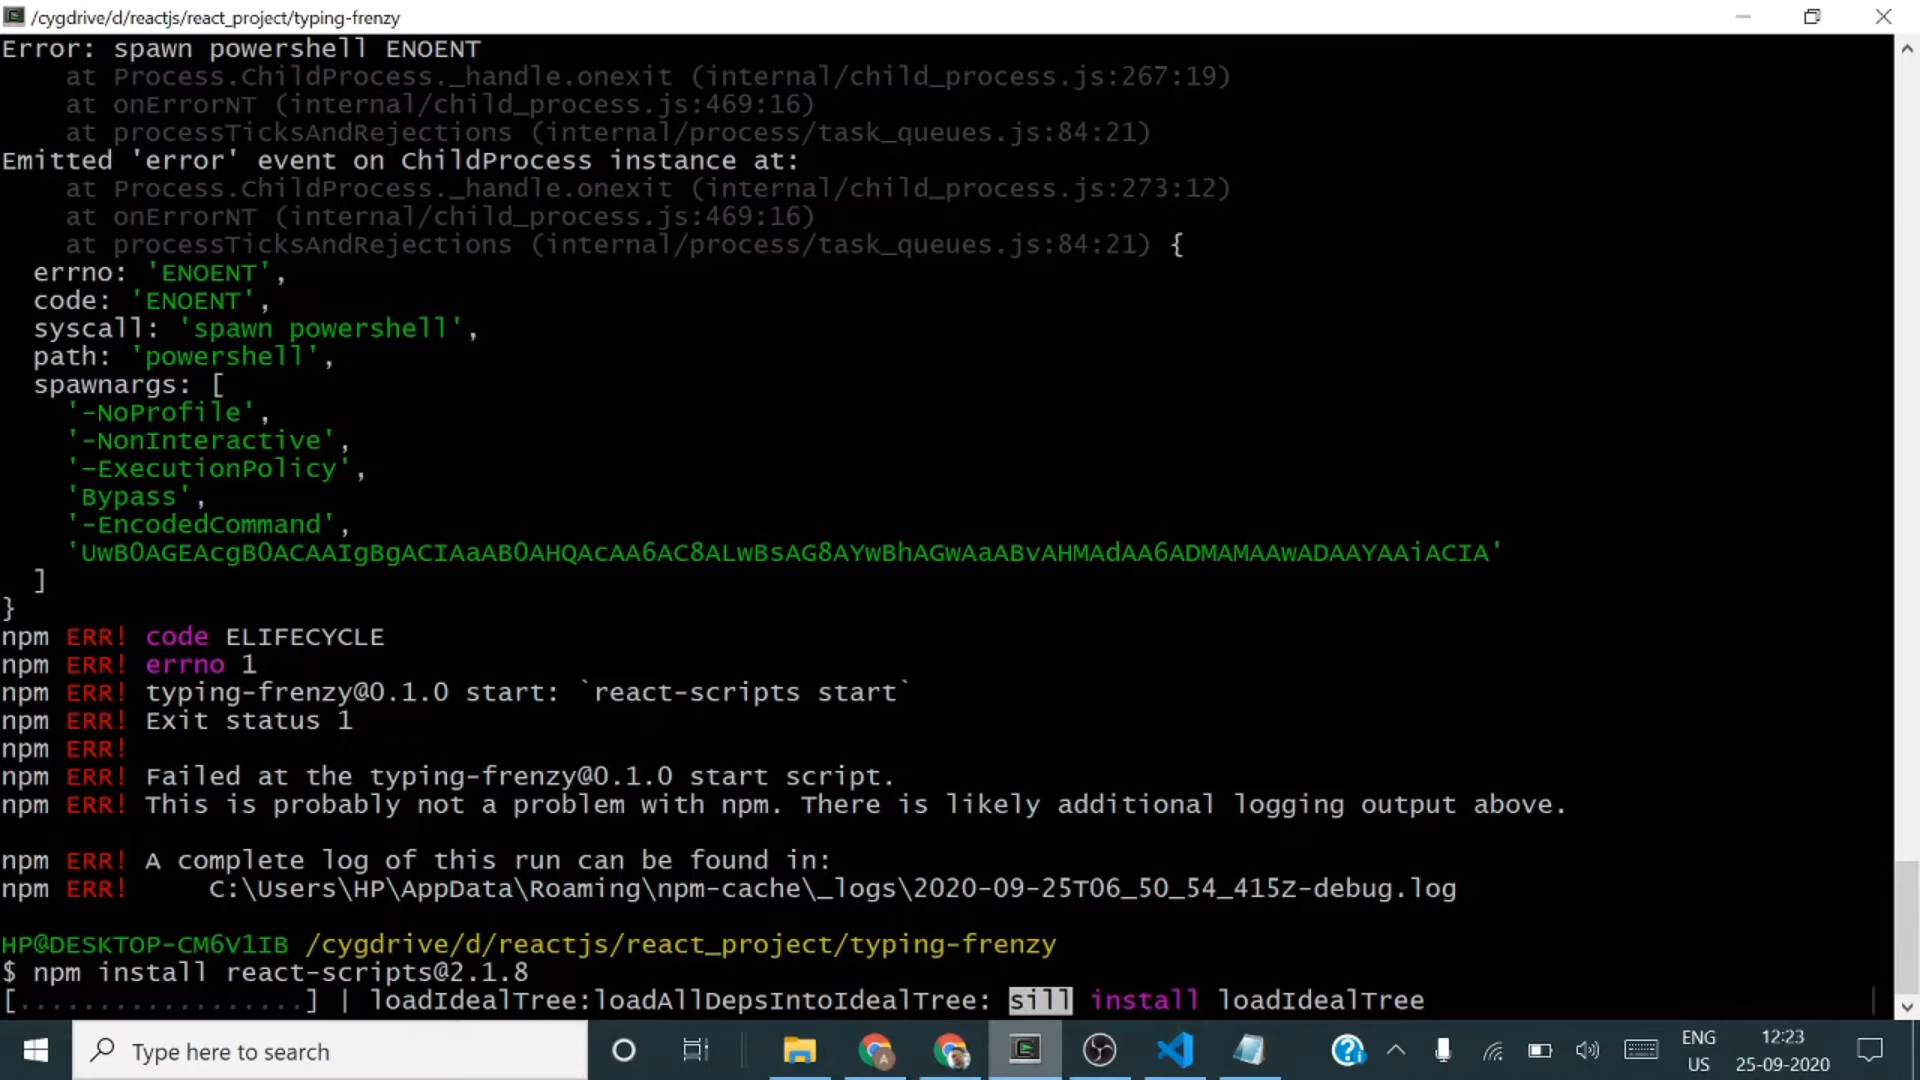 /cygdrive/d/reactjs/react_project/typing-frenzy
Error: spawn powershell ENOENT
    at Process.ChildProcess._handle.onexit (internal/child_process.js:267:19)
    at onErrorNT (internal/child_process.js:469:16)
    at processTicksAndRejections (internal/process/task_queues.js:84:21)
Emitted 'error' event on ChildProcess instance at:
    at Process.ChildProcess._handle.onexit (internal/child_process.js:273:12)
    at onErrorNT (internal/child_process.js:469:16)
    at processTicksAndRejections (internal/process/task_queues.js:84:21) {
  errno: 'ENOENT',
  code: 'ENOENT',
  syscall: 'spawn powershell',
  path: 'powershell',
  spawnargs: [
    '-NoProfile',
    '-NonInteractive',
    '-ExecutionPolicy',
    'Bypass',
    '-EncodedCommand',
    'UwB0AGEAcgB0ACAAIgBgACIAaAB0AHQAcAA6AC8ALwBsAG8AYwBhAGwAaABvAHMAdAA6ADMAMAAwADAAYAAiACIA'
  ]
}
npm ERR! code ELIFECYCLE
npm ERR! errno 1
npm ERR! typing-frenzy@0.1.0 start: `react-scripts start`
npm ERR! Exit status 1
npm ERR!
npm ERR! Failed at the typing-frenzy@0.1.0 start script.
npm ERR! This is probably not a problem with npm. There is likely additional logging output above.
npm ERR! A complete log of this run can be found in:
npm ERR!     C:\Users\HP\AppData\Roaming\npm-cache\_logs\2020-09-25T06_50_54_415Z-debug.log
HP@DESKTOP-CM6V1IB /cygdrive/d/reactjs/react_project/typing-frenzy
$ npm install react-scripts@2.1.8
[..................] | loadIdealTree:loadAllDepsIntoIdealTree: sill install loadIdealTree
Type here to search
ENG
US
12:23
25-09-2020